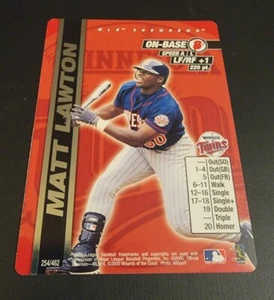 MLB SHOWDOWN
ON-BASE 8
SPEED A
LF/RF +1
220 pt.
MATT LAWTON
MINNESOTA
Twins
— Out(SO)
1–4 Out(GB)
5 Out(FB)
6–11 Walk
12–16 Single
17–18 Single+
19 Double
— Triple
20 Homer
254/462